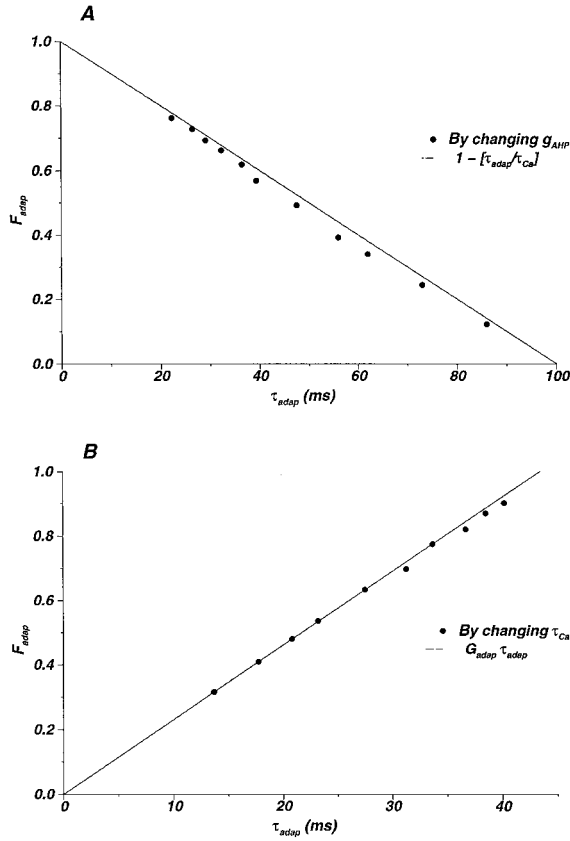 A
1.0
0.8
0.6
0.4
0.2
0.0
F_adap
0 20 40 60 80 100
τ_adap (ms)
By changing g_AHP
1 – [τ_adap/τ_Ca]
B
1.0
0.8
0.6
0.4
0.2
0.0
F_adap
0 10 20 30 40
τ_adap (ms)
By changing τ_Ca
G_adap τ_adap